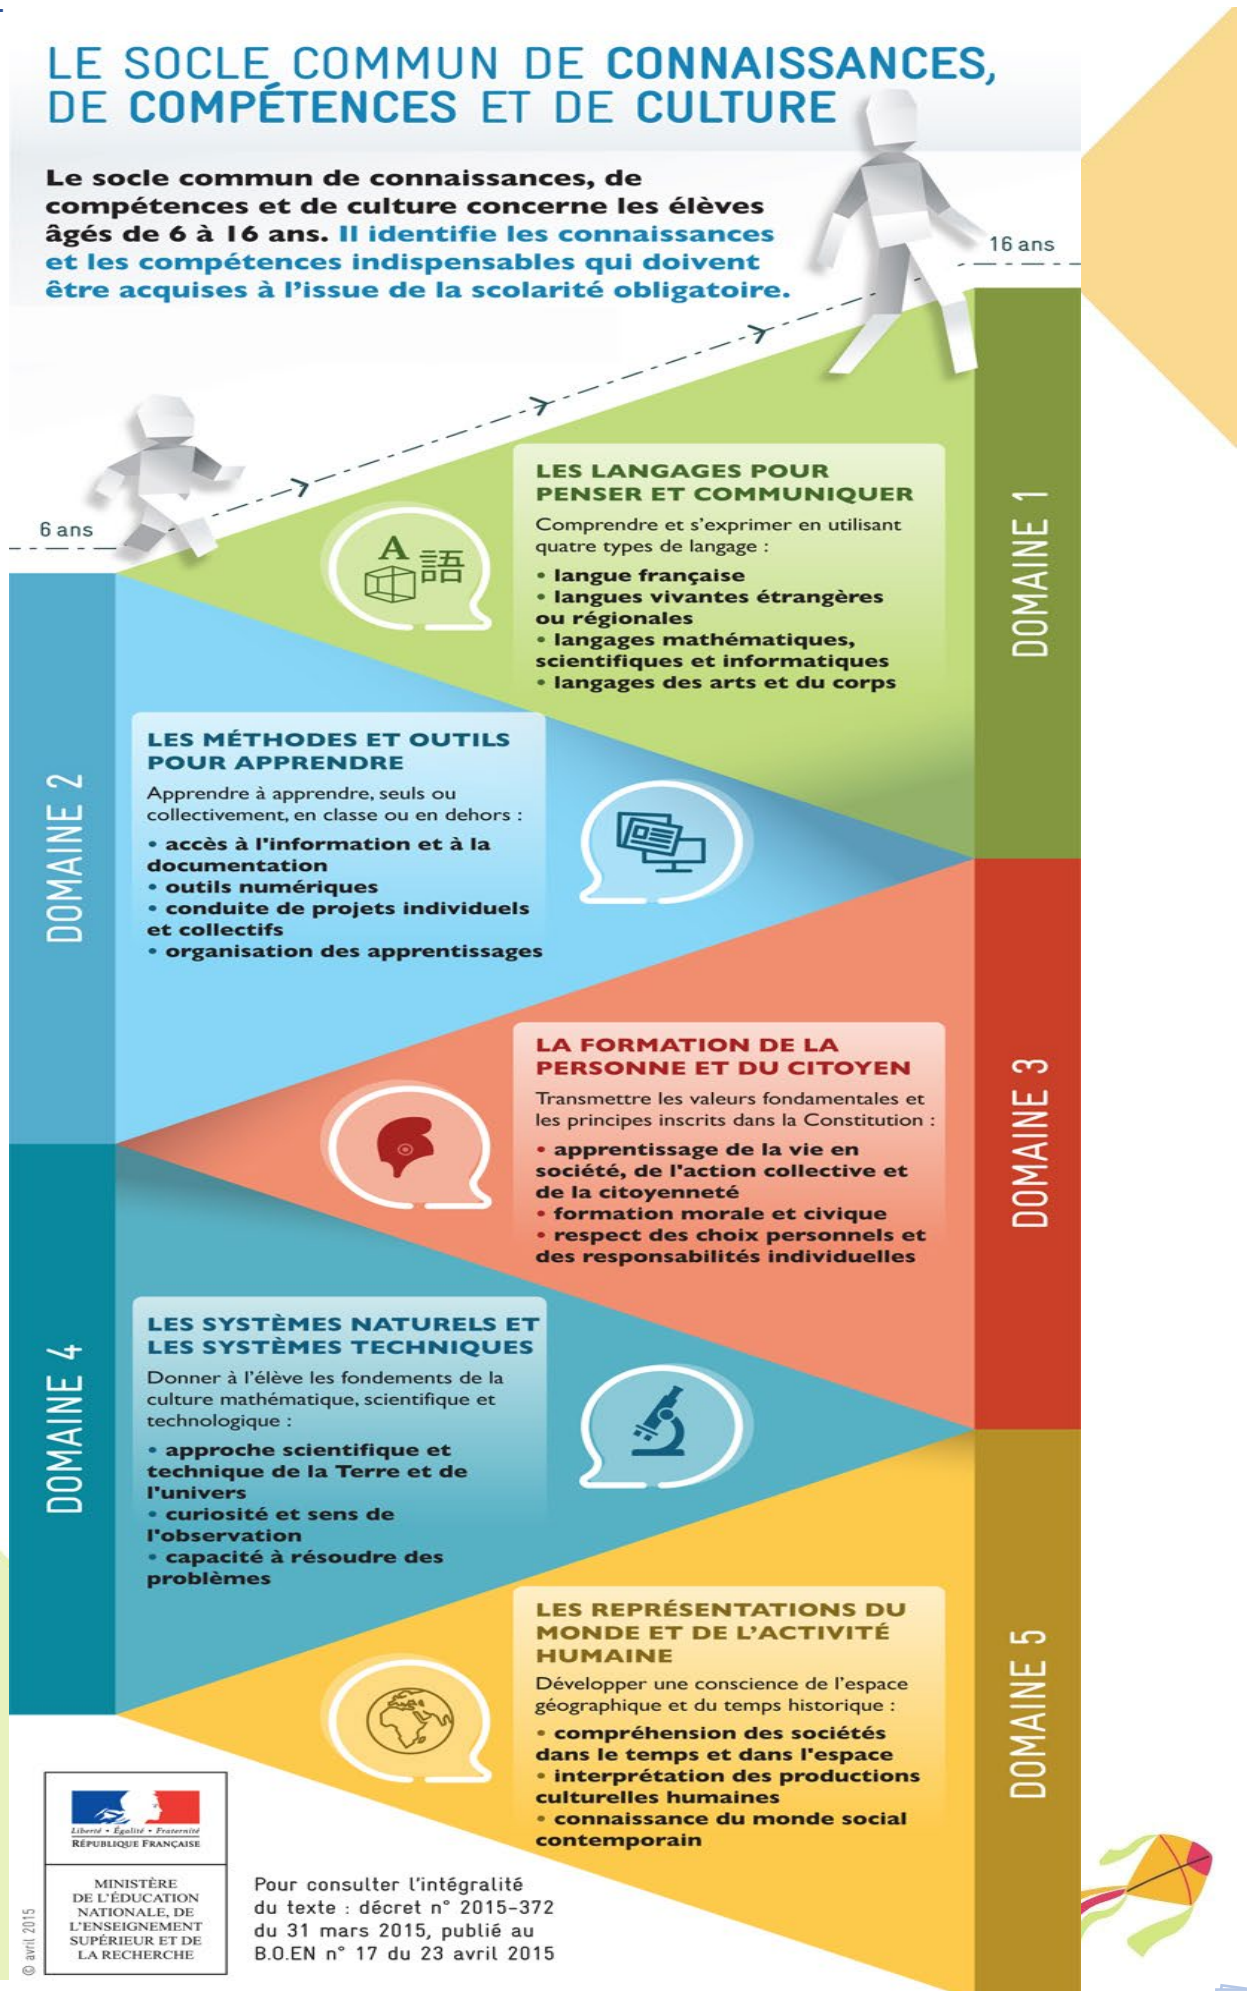 LE SOCLE COMMUN DE CONNAISSANCES,
DE COMPÉTENCES ET DE CULTURE
Le socle commun de connaissances, de
compétences et de culture concerne les élèves
âgés de 6 à 16 ans. Il identifie les connaissances
et les compétences indispensables qui doivent
être acquises à l'issue de la scolarité obligatoire.
16 ans
6 ans
DOMAINE 1
LES LANGAGES POUR
PENSER ET COMMUNIQUER
Comprendre et s'exprimer en utilisant
quatre types de langage :
• langue française
• langues vivantes étrangères
ou régionales
• langages mathématiques,
scientifiques et informatiques
• langages des arts et du corps
A 語
DOMAINE 2
LES MÉTHODES ET OUTILS
POUR APPRENDRE
Apprendre à apprendre, seuls ou
collectivement, en classe ou en dehors :
• accès à l'information et à la
documentation
• outils numériques
• conduite de projets individuels
et collectifs
• organisation des apprentissages
DOMAINE 3
LA FORMATION DE LA
PERSONNE ET DU CITOYEN
Transmettre les valeurs fondamentales et
les principes inscrits dans la Constitution :
• apprentissage de la vie en
société, de l'action collective et
de la citoyenneté
• formation morale et civique
• respect des choix personnels et
des responsabilités individuelles
DOMAINE 4
LES SYSTÈMES NATURELS ET
LES SYSTÈMES TECHNIQUES
Donner à l'élève les fondements de la
culture mathématique, scientifique et
technologique :
• approche scientifique et
technique de la Terre et de
l'univers
• curiosité et sens de
l'observation
• capacité à résoudre des
problèmes
DOMAINE 5
LES REPRÉSENTATIONS DU
MONDE ET DE L'ACTIVITÉ
HUMAINE
Développer une conscience de l'espace
géographique et du temps historique :
• compréhension des sociétés
dans le temps et dans l'espace
• interprétation des productions
culturelles humaines
• connaissance du monde social
contemporain
Liberté • Égalité • Fraternité
RÉPUBLIQUE FRANÇAISE
MINISTÈRE
DE L'ÉDUCATION
NATIONALE, DE
L'ENSEIGNEMENT
SUPÉRIEUR ET DE
LA RECHERCHE
© avril 2015
Pour consulter l'intégralité
du texte : décret n° 2015-372
du 31 mars 2015, publié au
B.O.EN n° 17 du 23 avril 2015